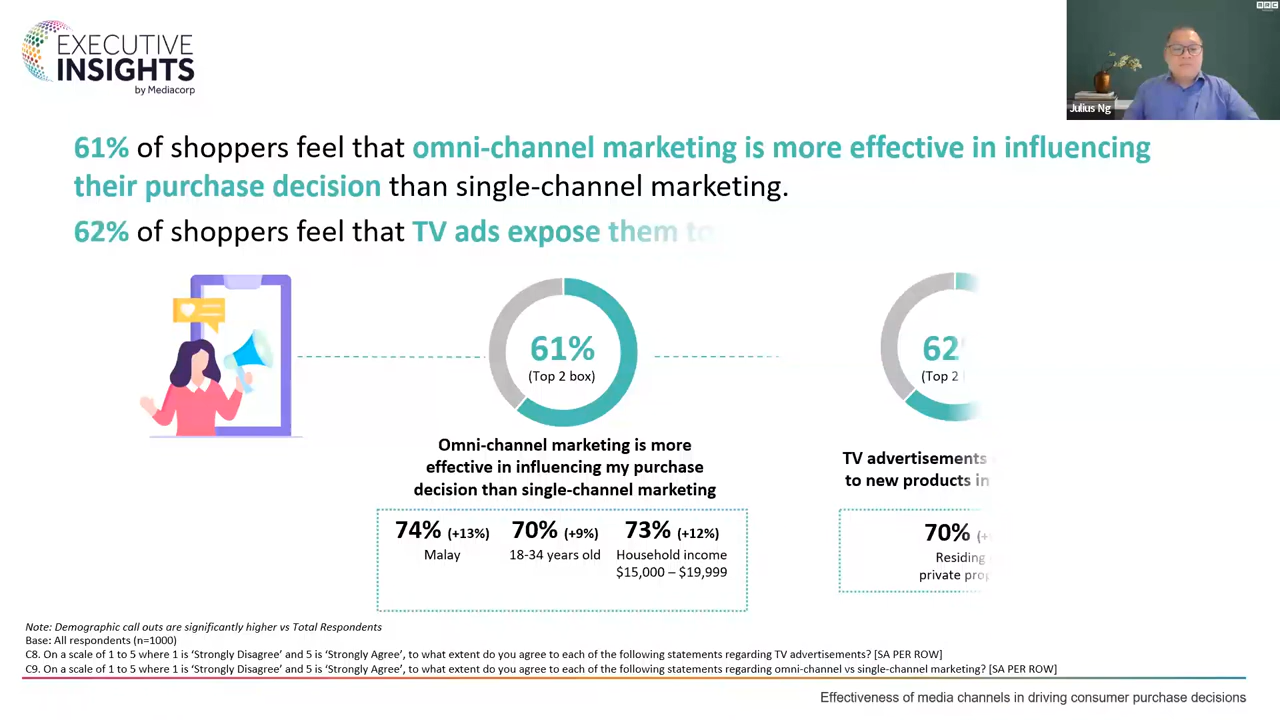 EXECUTIVE
INSIGHTS
by Mediacorp
Julius Ng
61% of shoppers feel that omni-channel marketing is more effective in influencing
their purchase decision than single-channel marketing.
62% of shoppers feel that TV ads expose them to
61%
(Top 2 box)
Omni-channel marketing is more
effective in influencing my purchase
decision than single-channel marketing
74% (+13%)
Malay
70% (+9%)
18-34 years old
73% (+12%)
Household income
$15,000 – $19,999
62
(Top 2
TV advertisements
to new products in
70%
Residing
private prop
Note: Demographic call outs are significantly higher vs Total Respondents
Base: All respondents (n=1000)
C8. On a scale of 1 to 5 where 1 is ‘Strongly Disagree’ and 5 is ‘Strongly Agree’, to what extent do you agree to each of the following statements regarding TV advertisements? [SA PER ROW]
C9. On a scale of 1 to 5 where 1 is ‘Strongly Disagree’ and 5 is ‘Strongly Agree’, to what extent do you agree to each of the following statements regarding omni-channel vs single-channel marketing? [SA PER ROW]
Effectiveness of media channels in driving consumer purchase decisions